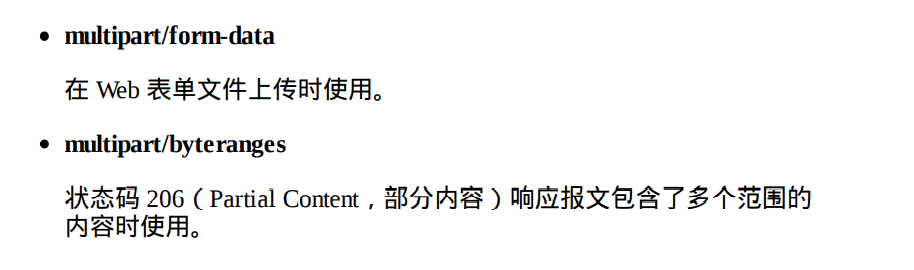 • multipart/form-data
在 Web 表单文件上传时使用。
• multipart/byteranges
状态码 206（Partial Content，部分内容）响应报文包含了多个范围的
内容时使用。